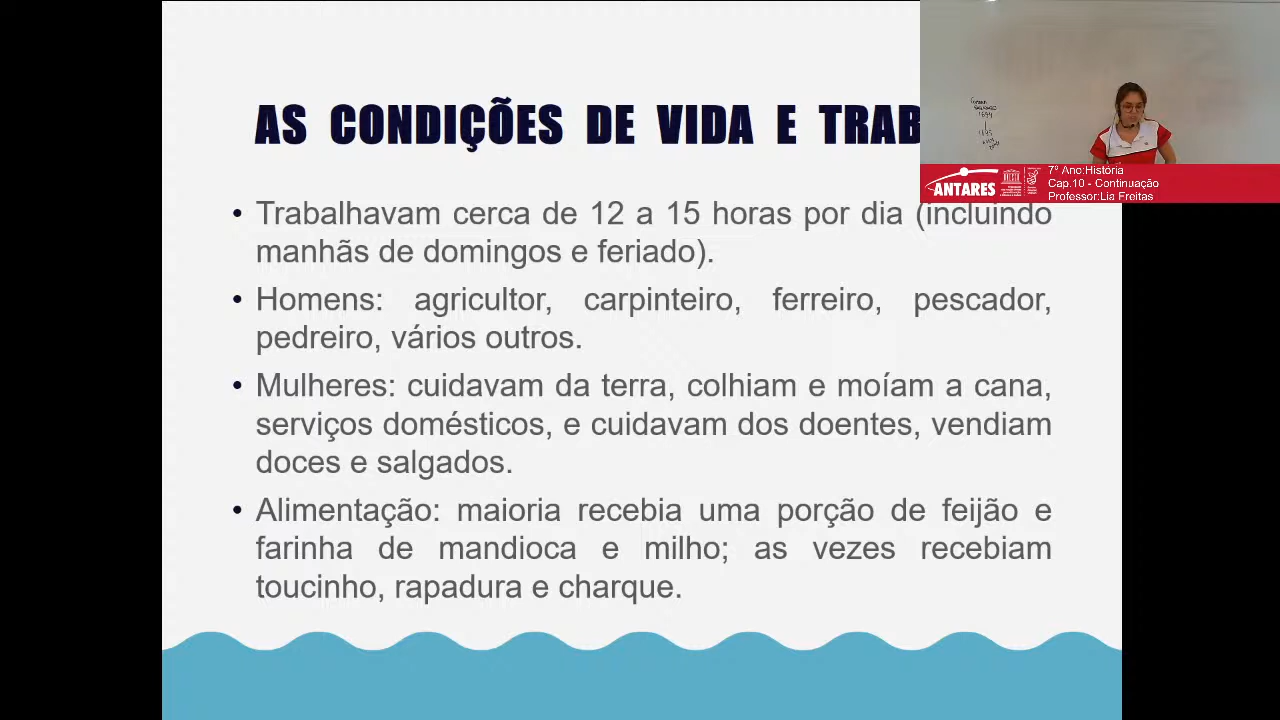 AS CONDIÇÕES DE VIDA E TRAB
Trabalhavam cerca de 12 a 15 horas por dia (incluindo
manhãs de domingos e feriado).
Homens: agricultor, carpinteiro, ferreiro, pescador,
pedreiro, vários outros.
Mulheres: cuidavam da terra, colhiam e moíam a cana,
serviços domésticos, e cuidavam dos doentes, vendiam
doces e salgados.
Alimentação: maioria recebia uma porção de feijão e
farinha de mandioca e milho; as vezes recebiam
toucinho, rapadura e charque.
1694
ANTARES
7º Ano:História
Cap.10 - Continuação
Professor:Lia Freitas